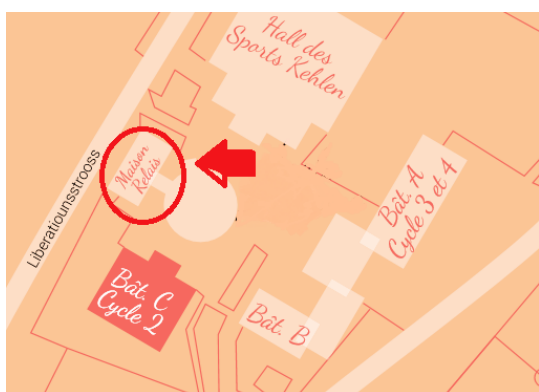 Hall des
Sports Kehlen
Maison
Relais
Liberatiounsstrooss
Bât. A
Cycle 3 et 4
Bât. C
Cycle 2
Bât. B